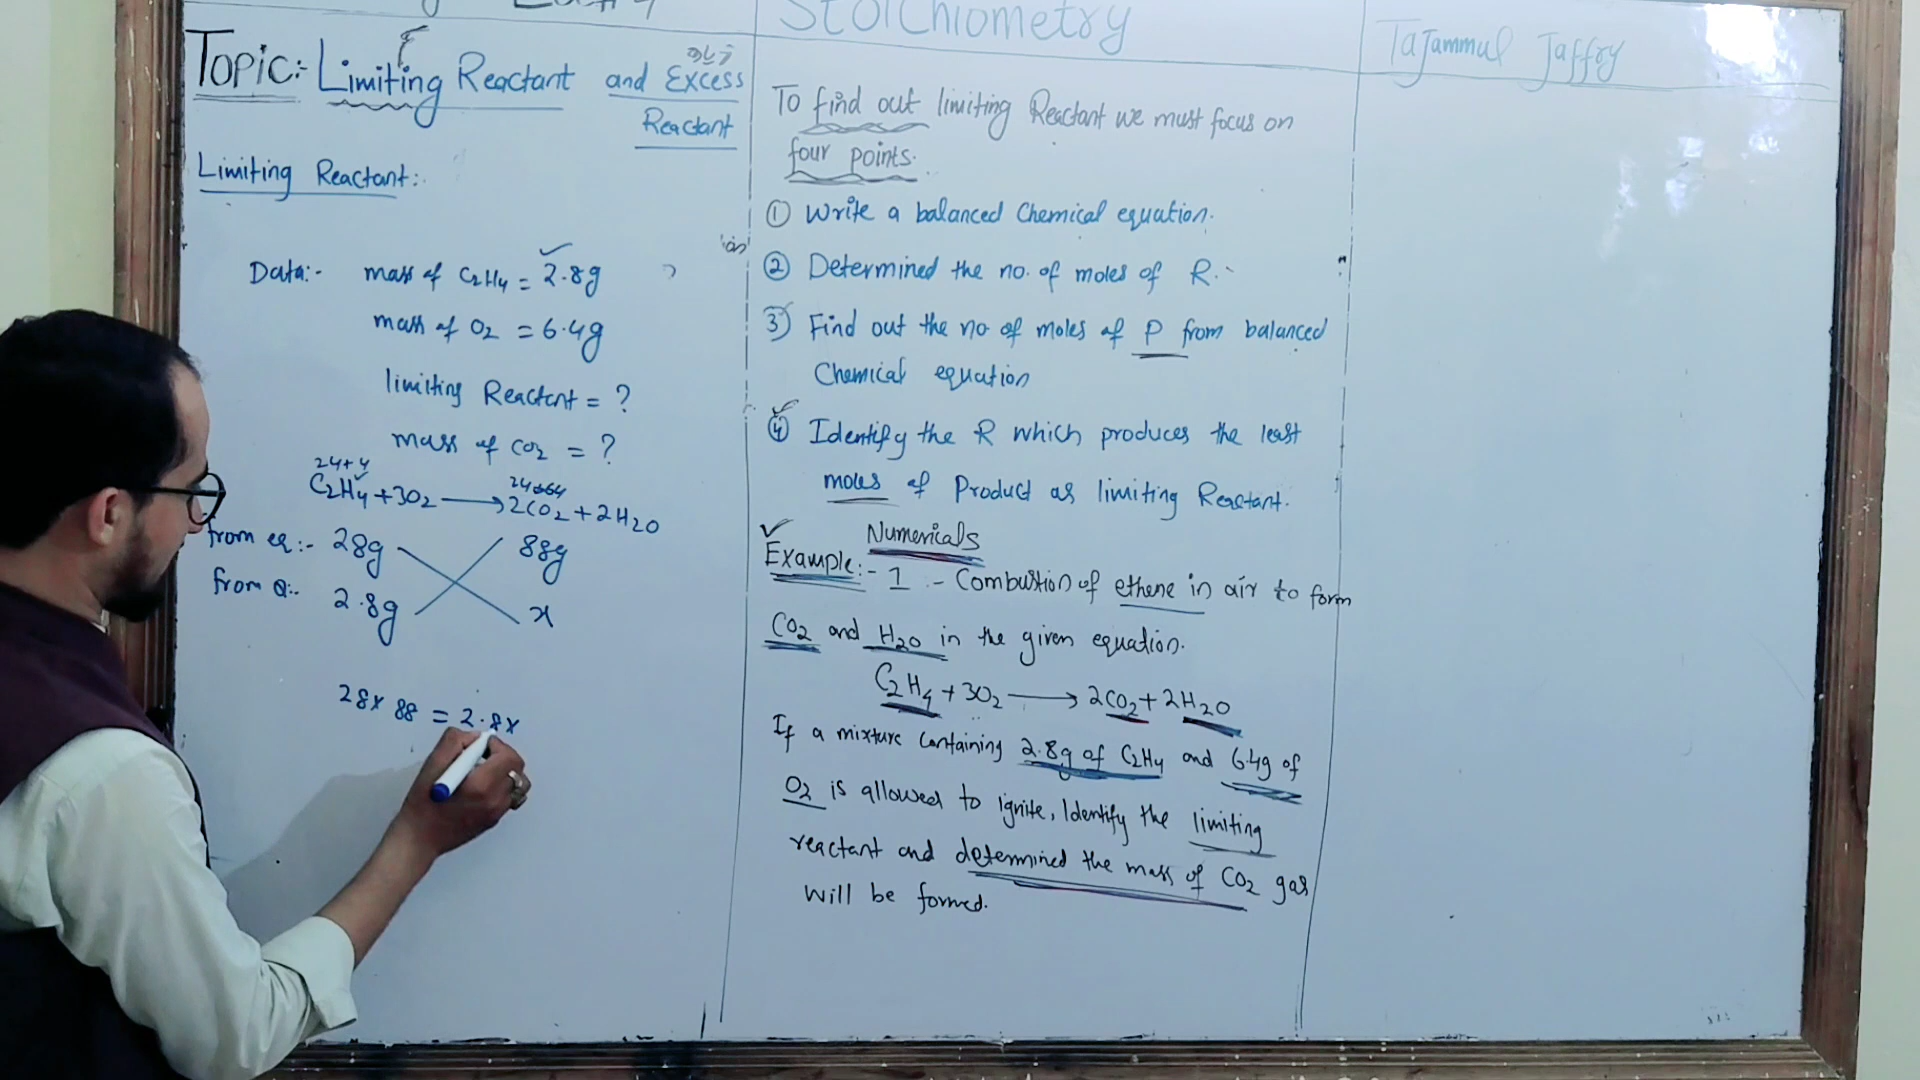 Stoichiometry
Tajammul Jaffry
Topic:- Limiting Reactant and Excess
Reactant
Limiting Reactant:-
Data:- mass of C2H4 = 2.8g
mass of O2 = 6.4g
limiting Reactant = ?
mass of CO2 = ?
24+4
24+64
C2H4 + 3O2 → 2CO2 + 2H2O
from eq:- 28g 88g
from Q:- 2.8g x
28x 88 = 2.8x
To find out limiting Reactant we must focus on
four points.
① Write a balanced Chemical equation.
② Determined the no. of moles of R.-
③ Find out the no of moles of P from balanced
Chemical equation
④ Identify the R which produces the least
moles of Product as limiting Reactant.
Numericals
Example:- 1 - Combustion of ethene in air to form
CO2 and H2O in the given equation.
C2H4 + 3O2 → 2CO2 + 2H2O
If a mixture containing 2.8g of C2H4 and 6.4g of
O2 is allowed to ignite, Identify the limiting
reactant and determined the mass of CO2 gas
will be formed.